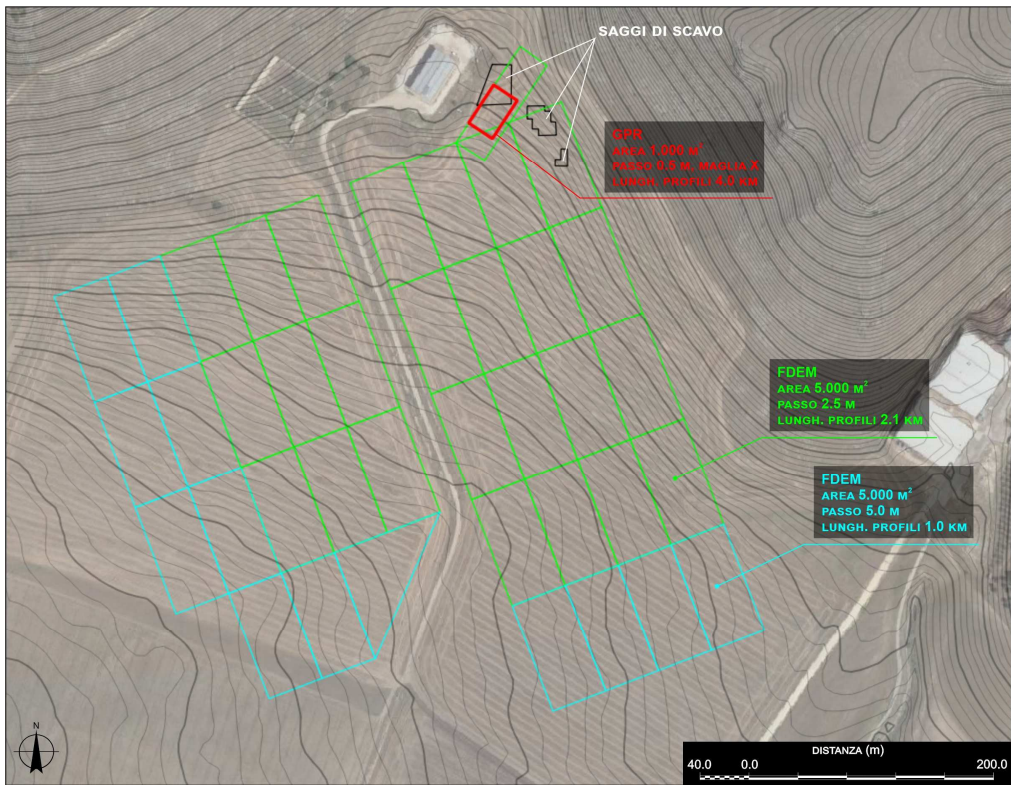 SAGGI DI SCAVO
GPR
AREA 1.000 M²
PASSO 0.5 M, MAGLIA X
LUNGH. PROFILI 4.0 KM
FDEM
AREA 5.000 M²
PASSO 2.5 M
LUNGH. PROFILI 2.1 KM
FDEM
AREA 5.000 M²
PASSO 5.0 M
LUNGH. PROFILI 1.0 KM
N
DISTANZA (m)
40.0 0.0 200.0